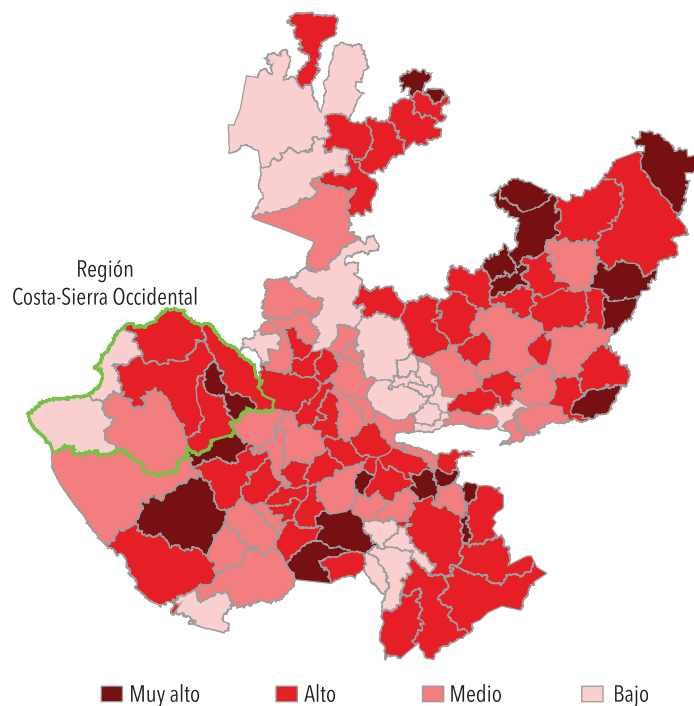 Región
Costa-Sierra Occidental
Muy alto
Alto
Medio
Bajo